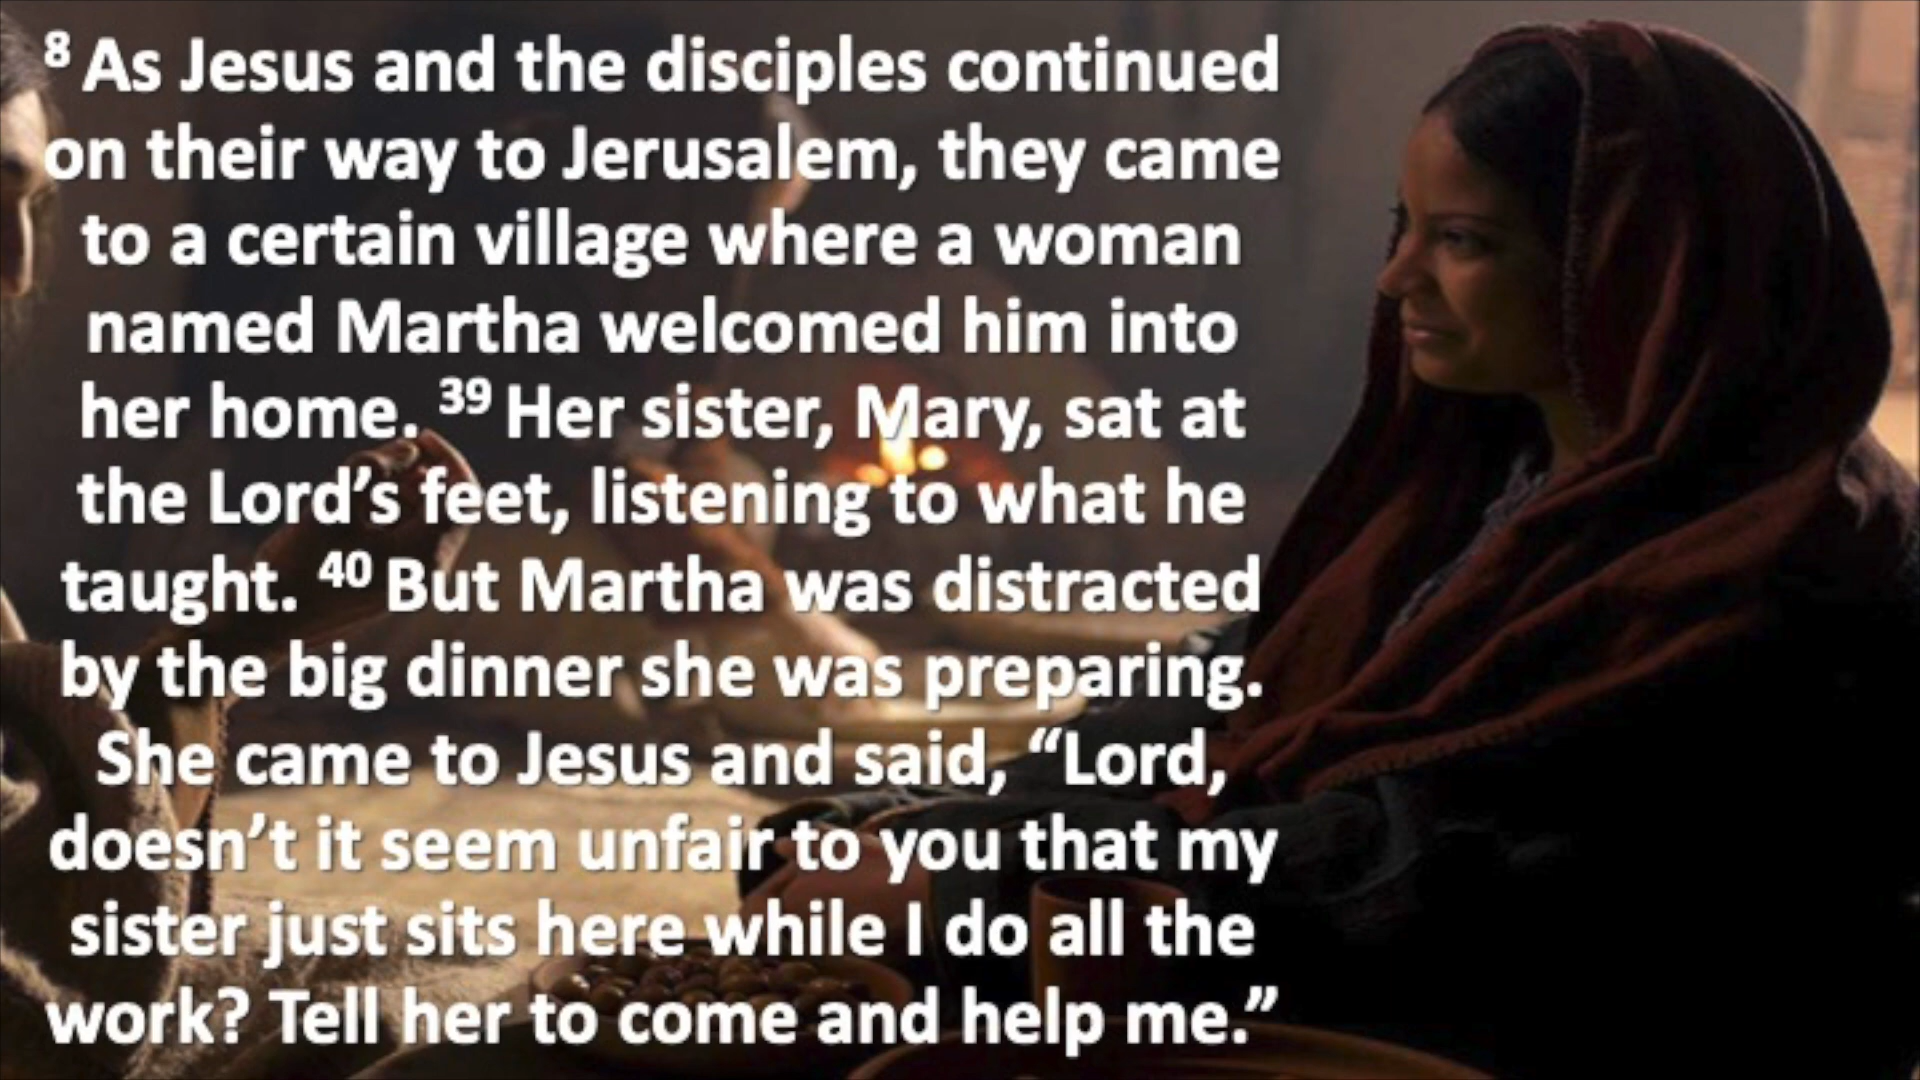 8 As Jesus and the disciples continued
on their way to Jerusalem, they came
to a certain village where a woman
named Martha welcomed him into
her home. 39 Her sister, Mary, sat at
the Lord’s feet, listening to what he
taught. 40 But Martha was distracted
by the big dinner she was preparing.
She came to Jesus and said, “Lord,
doesn’t it seem unfair to you that my
sister just sits here while I do all the
work? Tell her to come and help me.”